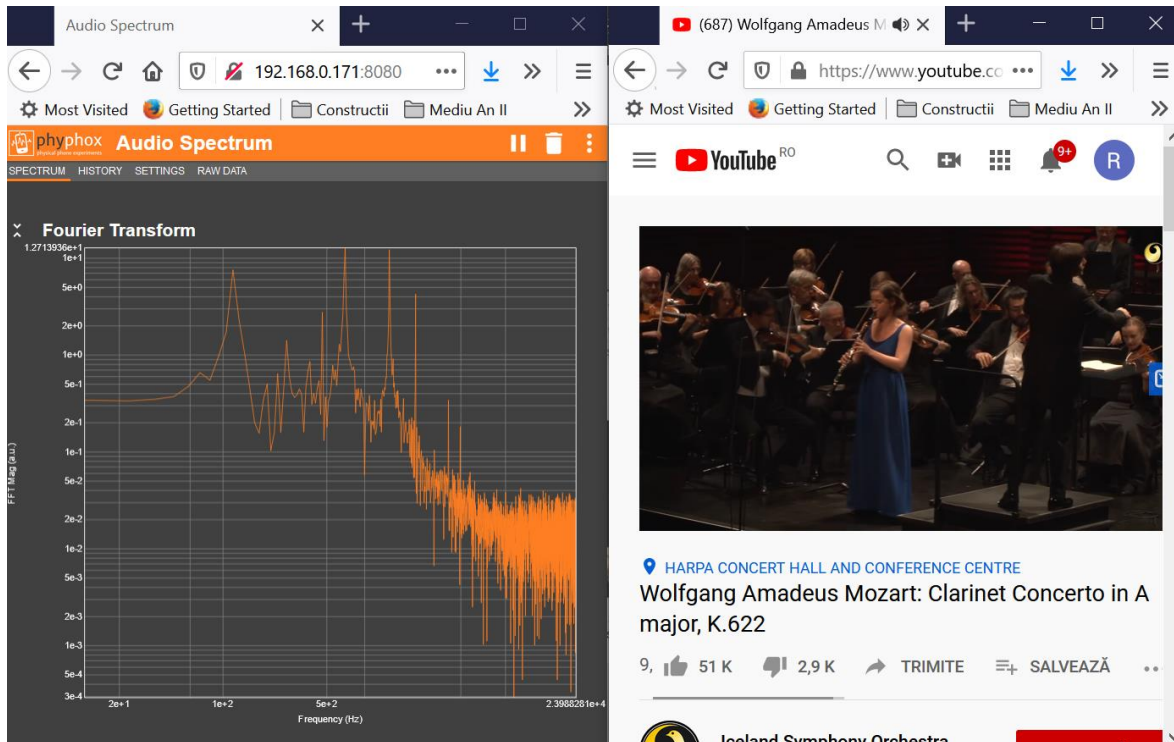 Audio Spectrum
192.168.0.171:8080
Most Visited Getting Started Constructii Mediu An II
phyphox Audio Spectrum
physical phone experiments
SPECTRUM HISTORY SETTINGS RAW DATA
Fourier Transform
1.2713936e+1
1e+1
5e+0
2e+0
1e+0
5e-1
2e-1
1e-1
5e-2
2e-2
1e-2
5e-3
2e-3
1e-3
5e-4
3e-4
FFT Mag (a.u.)
2e+1 1e+2 5e+2 2.3988281e+4
Frequency (Hz)
(687) Wolfgang Amadeus M
https://www.youtube.co
Most Visited Getting Started Constructii Mediu An II
YouTube RO
9+
R
HARPA CONCERT HALL AND CONFERENCE CENTRE
Wolfgang Amadeus Mozart: Clarinet Concerto in A
major, K.622
9, 51 K 2,9 K TRIMITE SALVEAZĂ
Iceland Symphony Orchestra